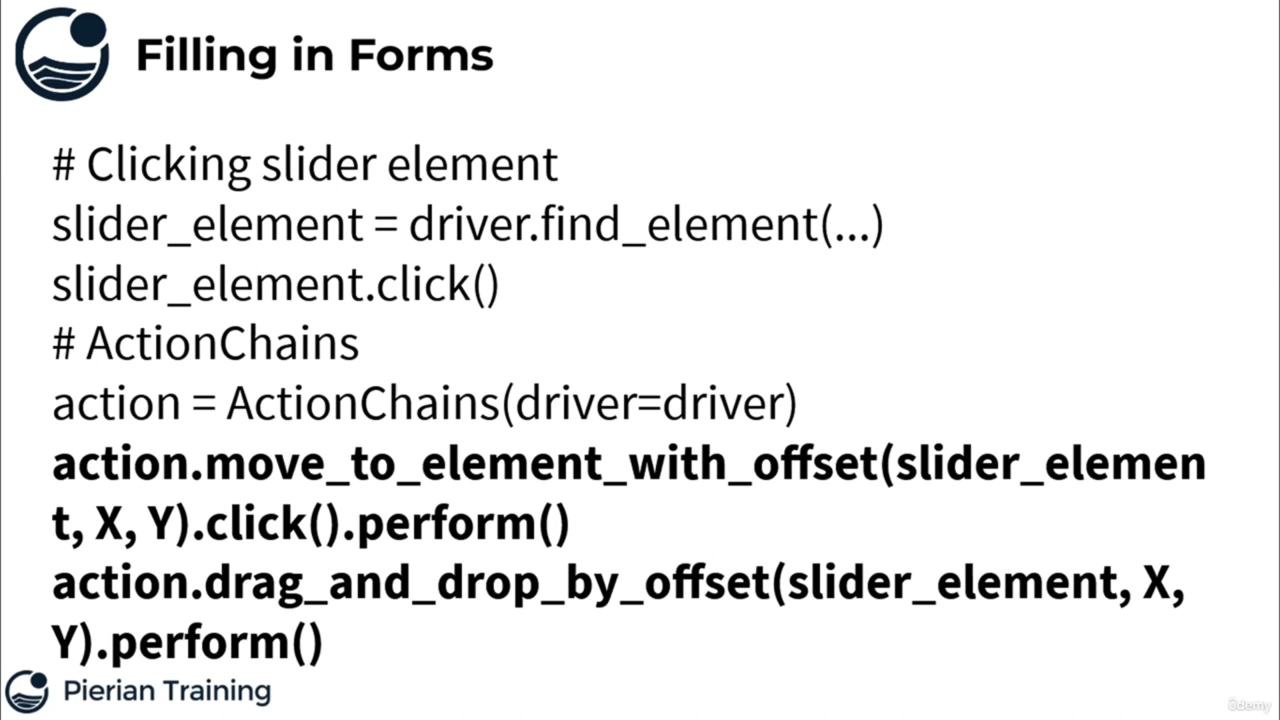 Filling in Forms
# Clicking slider element
slider_element = driver.find_element(...)
slider_element.click()
# ActionChains
action = ActionChains(driver=driver)
action.move_to_element_with_offset(slider_elemen
t, X, Y).click().perform()
action.drag_and_drop_by_offset(slider_element, X,
Y).perform()
Pierian Training
ûdemy